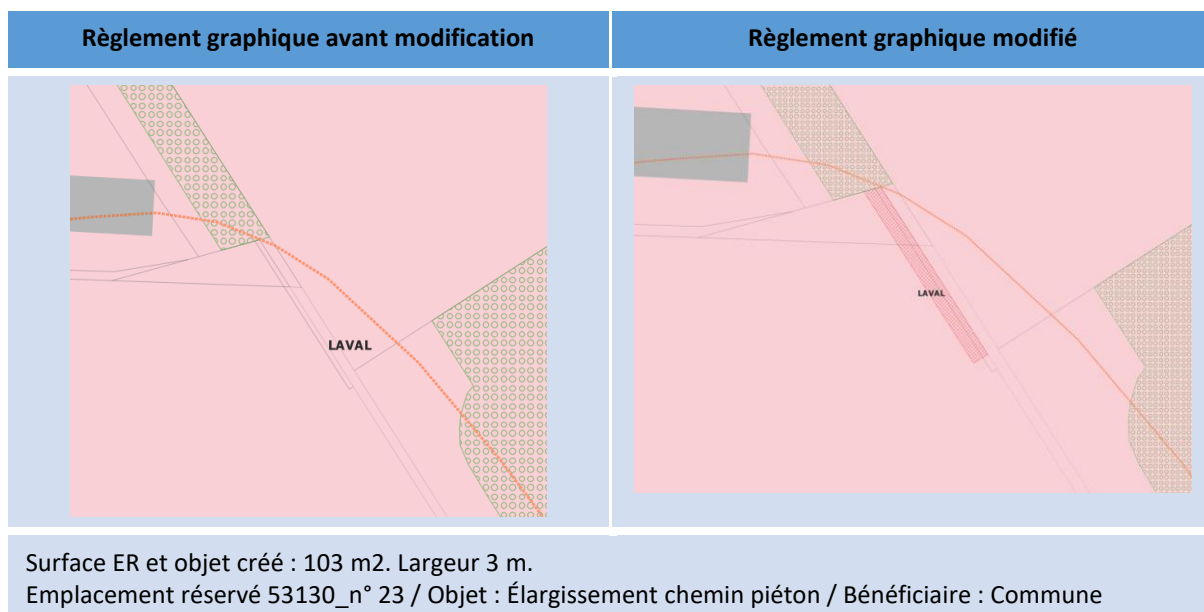 Règlement graphique avant modification
Règlement graphique modifié
LAVAL
LAVAL
Surface ER et objet créé : 103 m2. Largeur 3 m.
Emplacement réservé 53130_n° 23 / Objet : Élargissement chemin piéton / Bénéficiaire : Commune